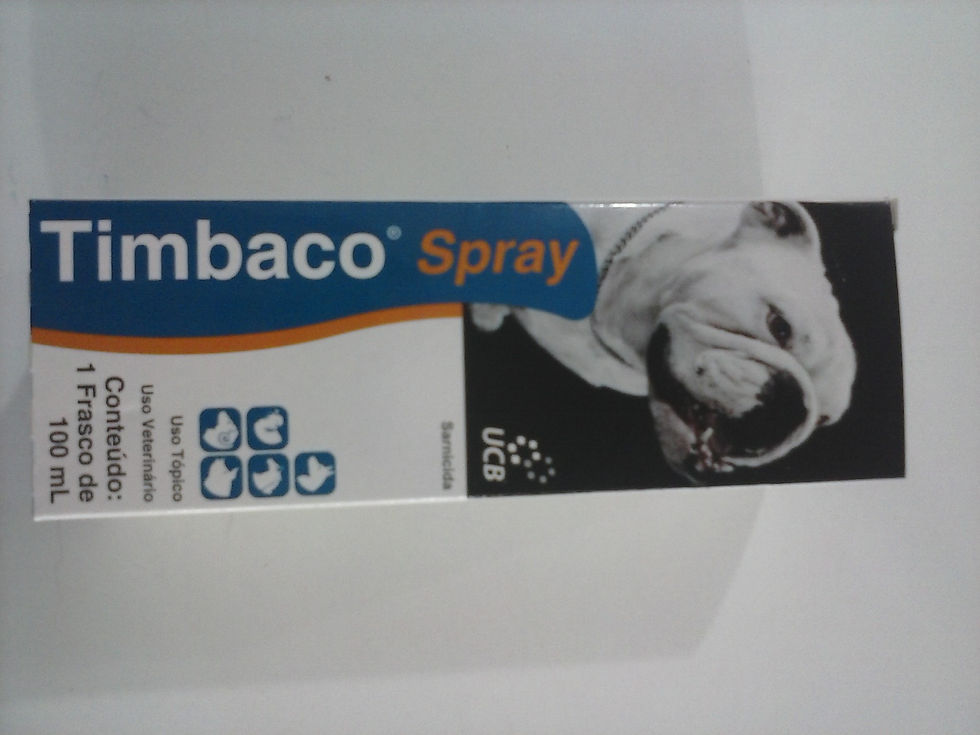 Timbaco® Spray
UCB
Sarnicida
Uso Tópico
Uso Veterinário
Conteúdo:
1 Frasco de
100 mL